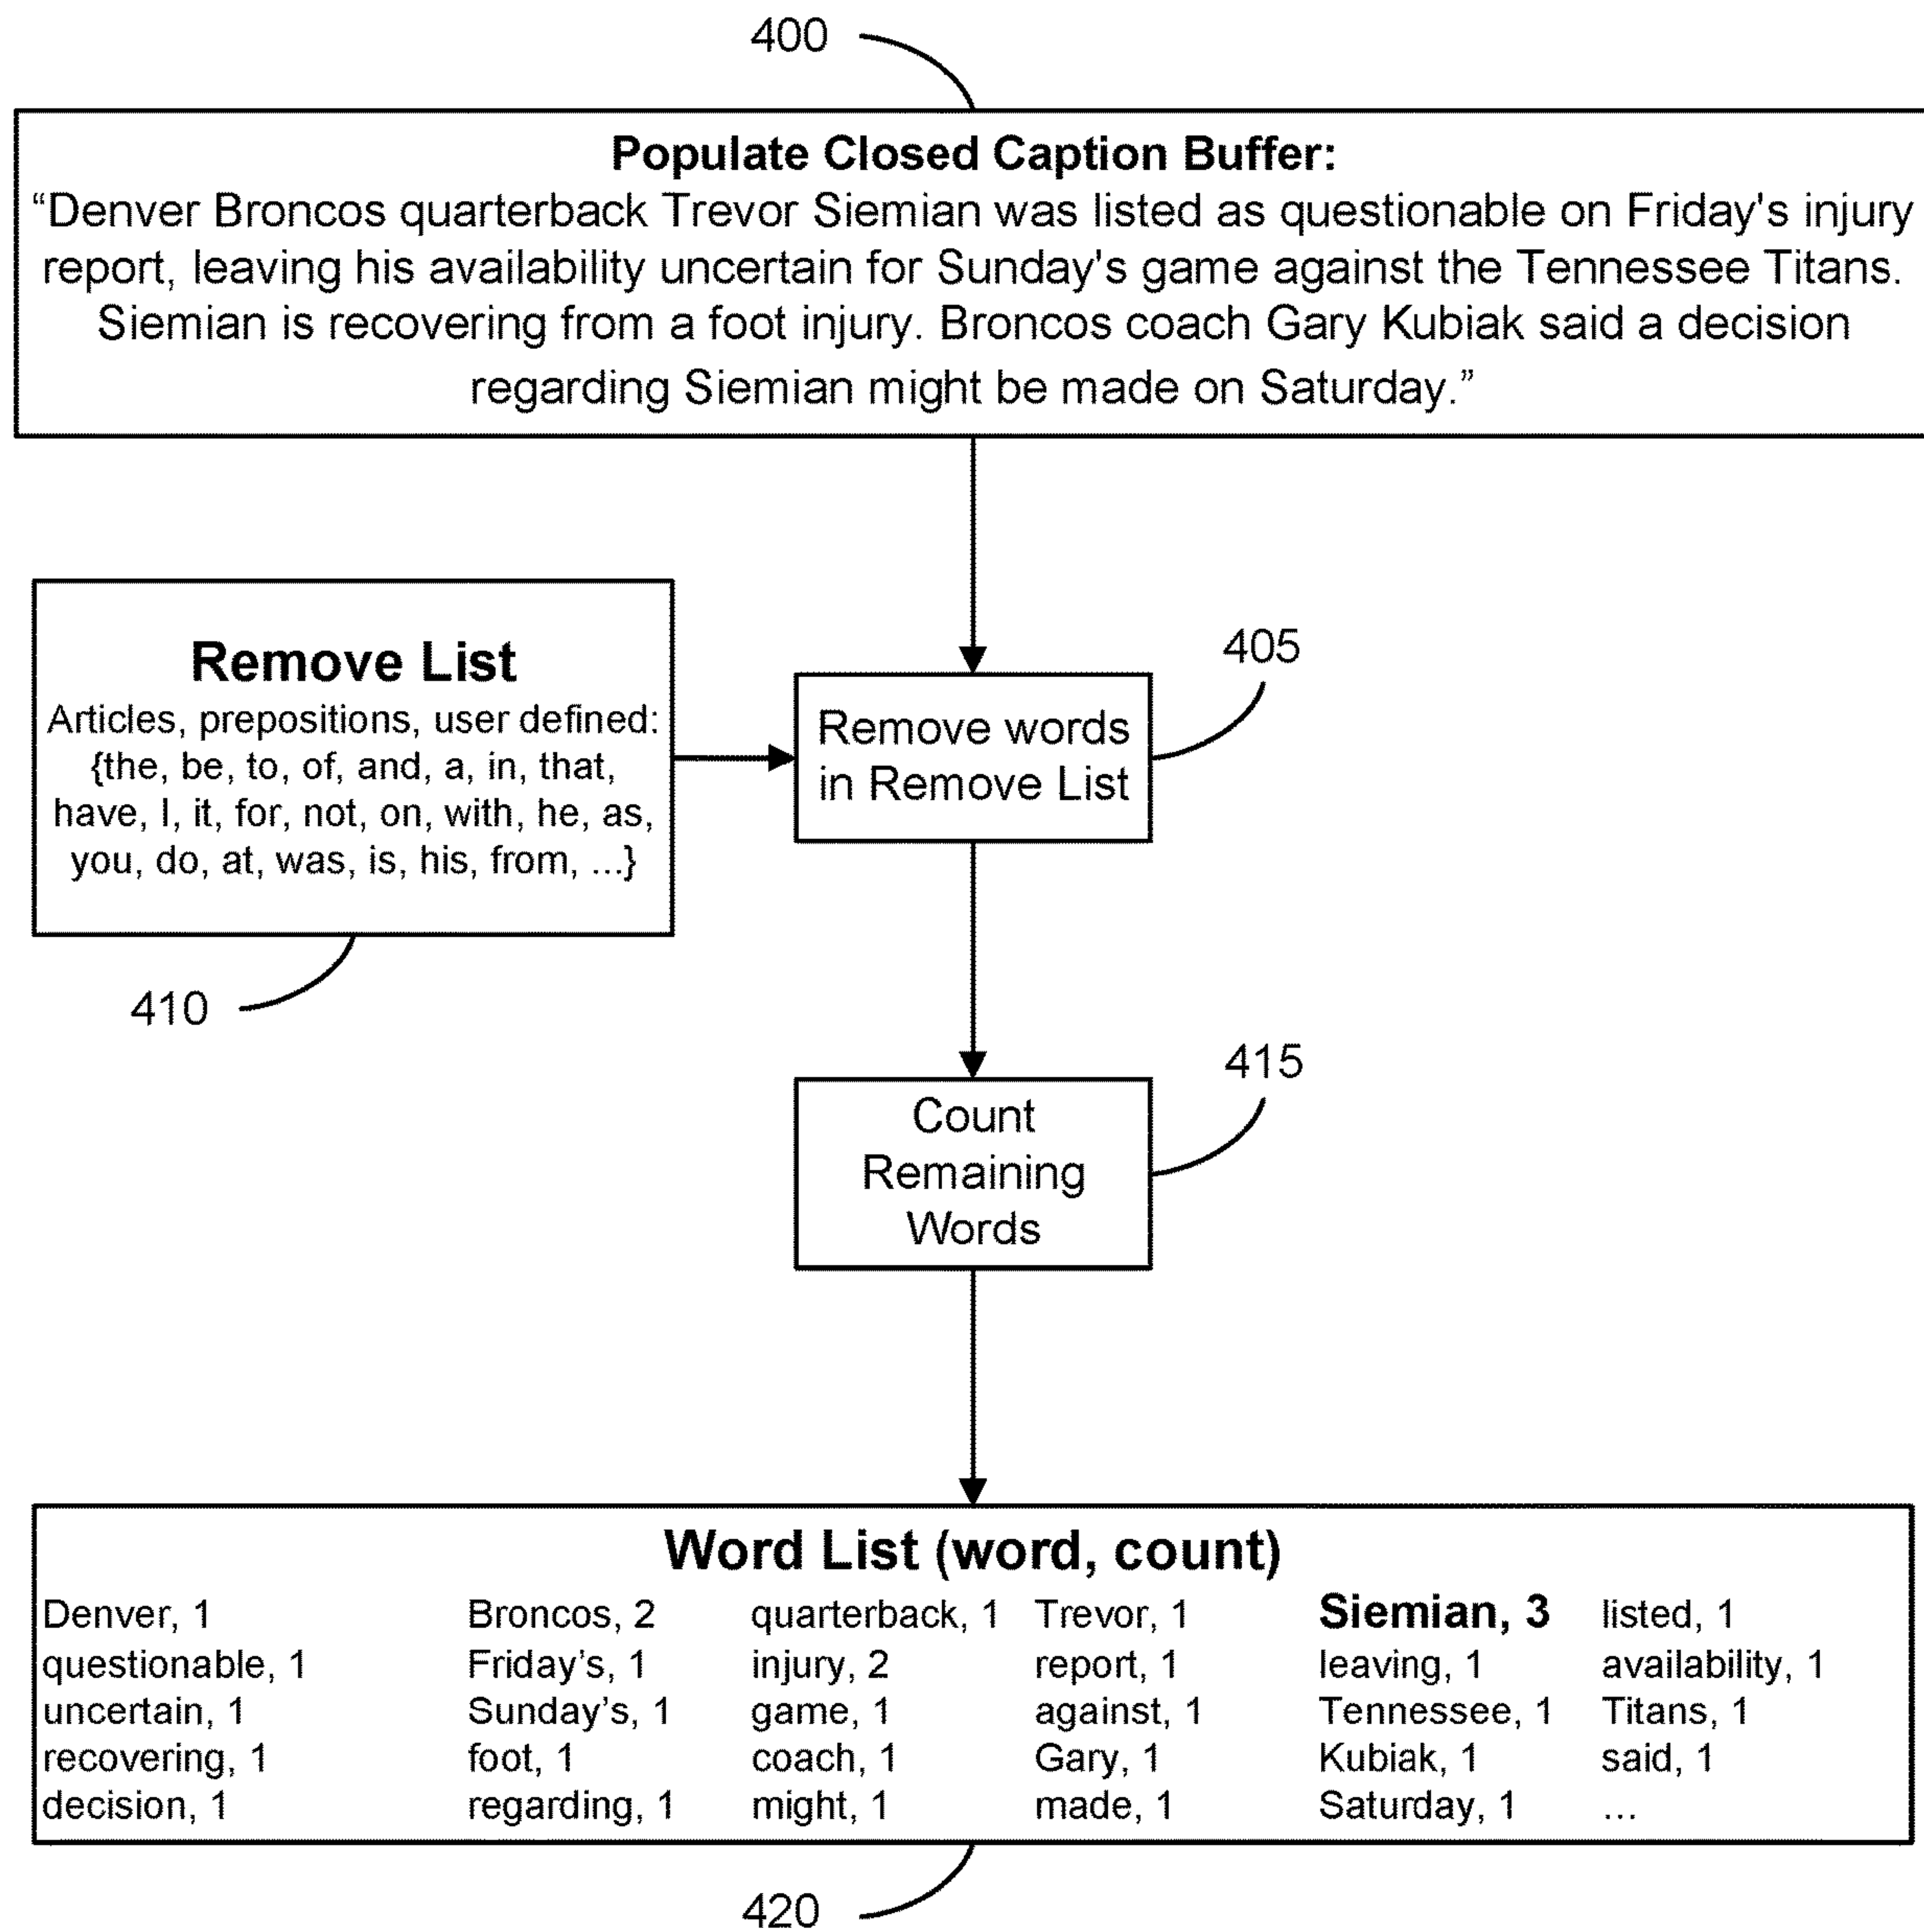 400
Populate Closed Caption Buffer:
“Denver Broncos quarterback Trevor Siemian was listed as questionable on Friday's injury
report, leaving his availability uncertain for Sunday's game against the Tennessee Titans.
Siemian is recovering from a foot injury. Broncos coach Gary Kubiak said a decision
regarding Siemian might be made on Saturday.”
Remove List
Articles, prepositions, user defined:
{the, be, to, of, and, a, in, that,
have, I, it, for, not, on, with, he, as,
you, do, at, was, is, his, from, ...}
410
405
Remove words
in Remove List
415
Count
Remaining
Words
Word List (word, count)
Denver, 1 Broncos, 2 quarterback, 1 Trevor, 1 Siemian, 3 listed, 1
questionable, 1 Friday’s, 1 injury, 2 report, 1 leaving, 1 availability, 1
uncertain, 1 Sunday’s, 1 game, 1 against, 1 Tennessee, 1 Titans, 1
recovering, 1 foot, 1 coach, 1 Gary, 1 Kubiak, 1 said, 1
decision, 1 regarding, 1 might, 1 made, 1 Saturday, 1 ...
420